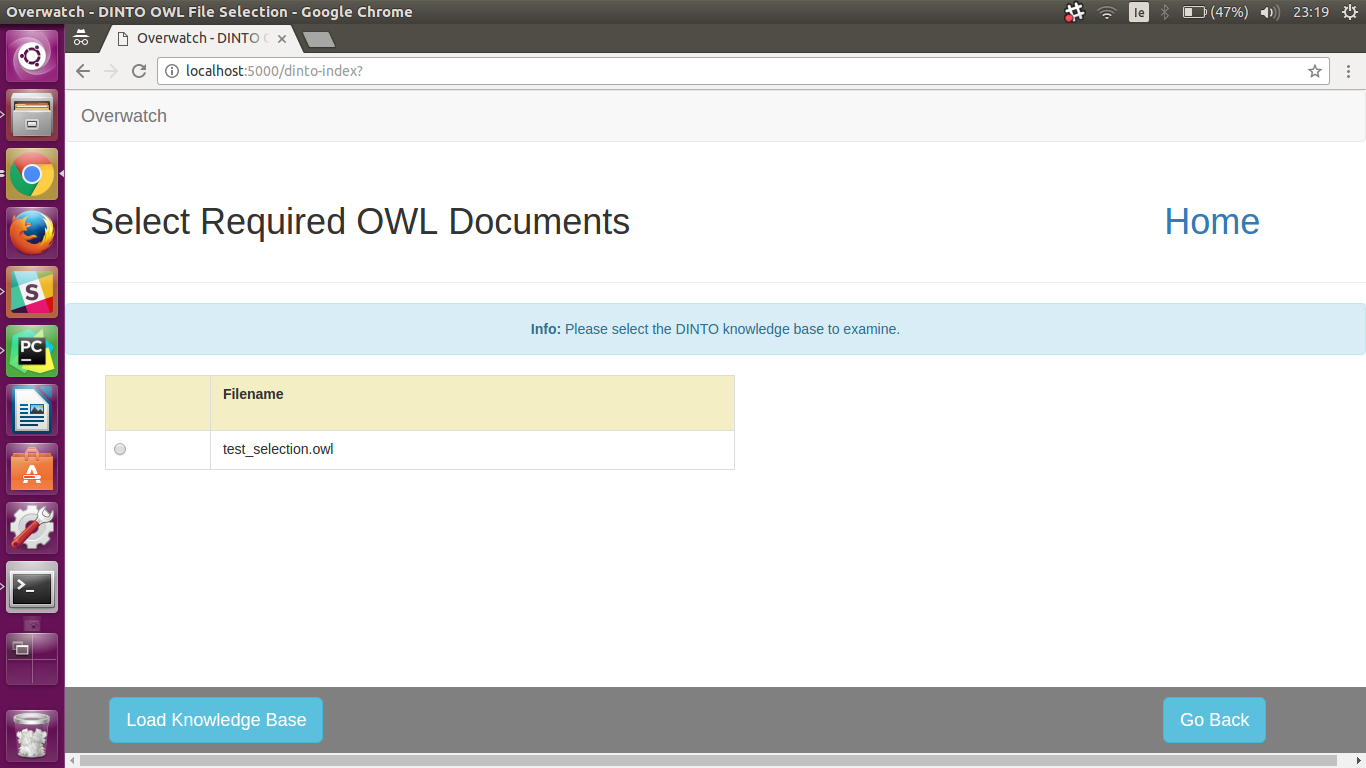 Overwatch - DINTO OWL File Selection - Google Chrome
Ie
(47%)
23:19
Overwatch - DINTO O
localhost:5000/dinto-index?
Overwatch
Select Required OWL Documents
Home
Info: Please select the DINTO knowledge base to examine.
Filename
test_selection.owl
S
PC
A
>_
Load Knowledge Base
Go Back